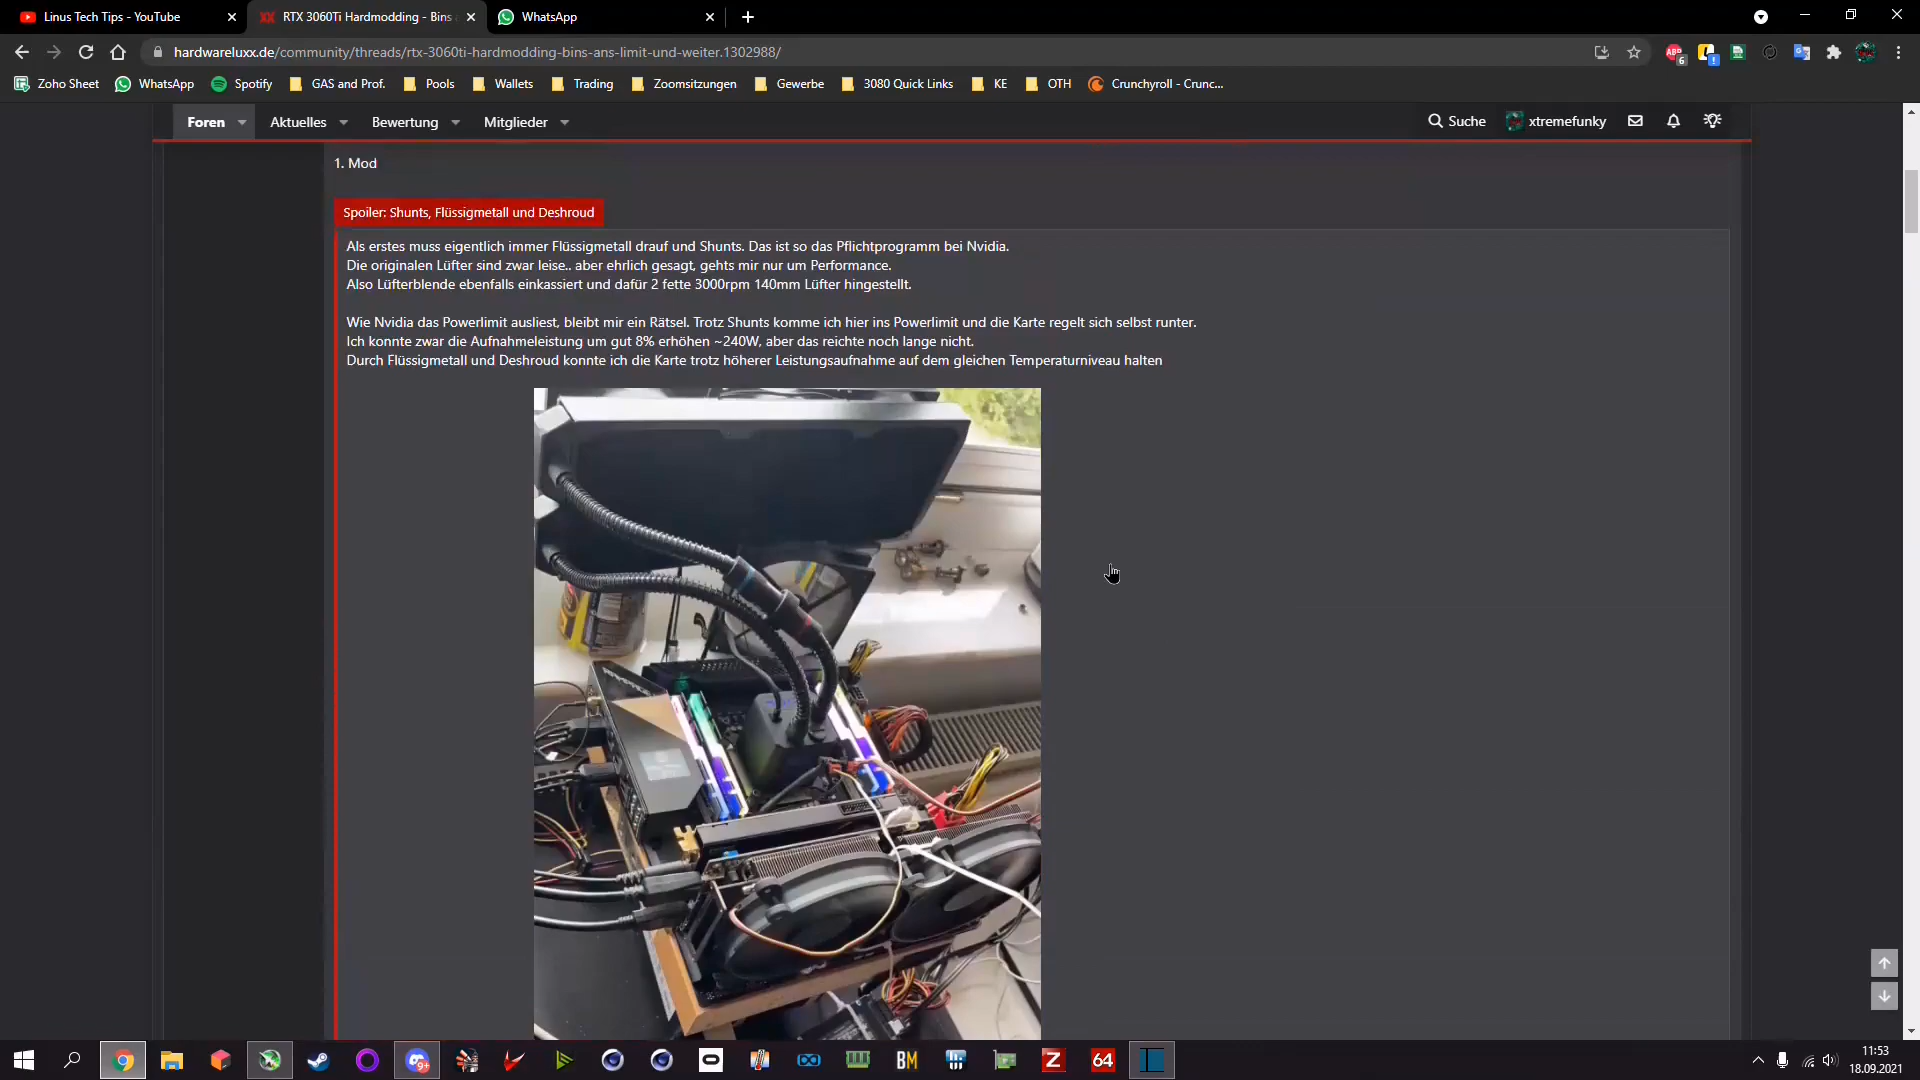 Linus Tech Tips - YouTube
RTX 3060Ti Hardmodding - Bins
WhatsApp
hardwareluxx.de/community/threads/rtx-3060ti-hardmodding-bins-ans-limit-und-weiter.1302988/
Zoho Sheet
WhatsApp
Spotify
GAS and Prof.
Pools
Wallets
Trading
Zoomsitzungen
Gewerbe
3080 Quick Links
KE
OTH
Crunchyroll - Crunc...
Foren
Aktuelles
Bewertung
Mitglieder
Suche
xtremefunky
1. Mod
Spoiler: Shunts, Flüssigmetall und Deshroud
Als erstes muss eigentlich immer Flüssigmetall drauf und Shunts. Das ist so das Pflichtprogramm bei Nvidia.
Die originalen Lüfter sind zwar leise.. aber ehrlich gesagt, gehts mir nur um Performance.
Also Lüfterblende ebenfalls einkassiert und dafür 2 fette 3000rpm 140mm Lüfter hingestellt.
Wie Nvidia das Powerlimit ausliest, bleibt mir ein Rätsel. Trotz Shunts komme ich hier ins Powerlimit und die Karte regelt sich selbst runter.
Ich konnte zwar die Aufnahmeleistung um gut 8% erhöhen ~240W, aber das reichte noch lange nicht.
Durch Flüssigmetall und Deshroud konnte ich die Karte trotz höherer Leistungsaufnahme auf dem gleichen Temperaturniveau halten
9+
BM
Z
64
11:53
18.09.2021